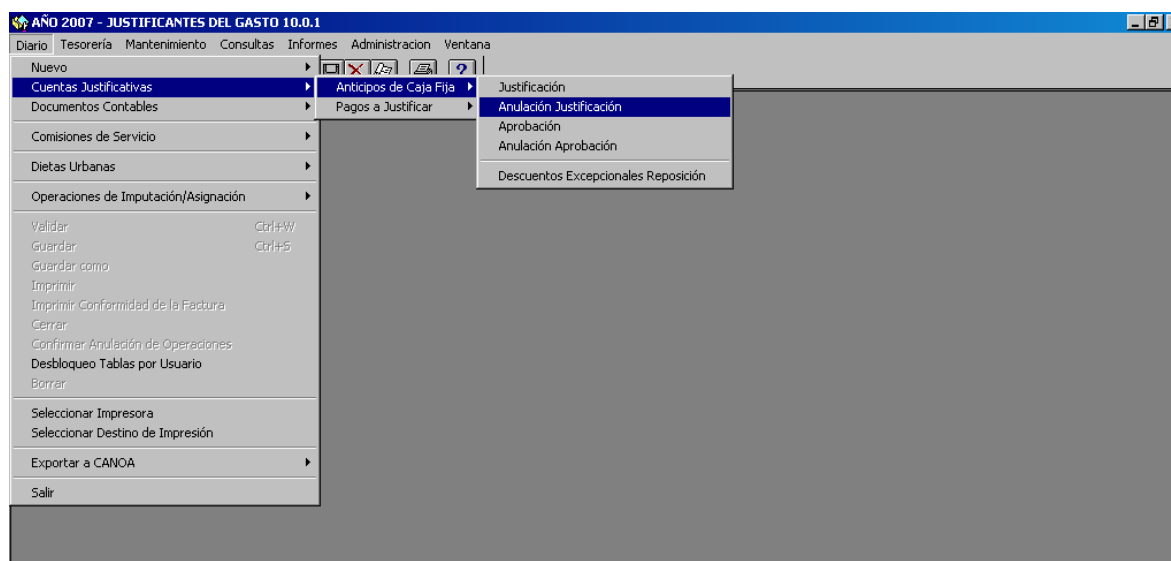 AÑO 2007 - JUSTIFICANTES DEL GASTO 10.0.1
Diario Tesorería Mantenimiento Consultas Informes Administracion Ventana
Nuevo
Cuentas Justificativas
Documentos Contables
Comisiones de Servicio
Dietas Urbanas
Operaciones de Imputación/Asignación
Validar Ctrl+W
Guardar Ctrl+S
Guardar como
Imprimir
Imprimir Conformidad de la Factura
Cerrar
Confirmar Anulación de Operaciones
Desbloqueo Tablas por Usuario
Borrar
Seleccionar Impresora
Seleccionar Destino de Impresión
Exportar a CANOA
Salir
Anticipos de Caja Fija
Pagos a Justificar
Justificación
Anulación Justificación
Aprobación
Anulación Aprobación
Descuentos Excepcionales Reposición